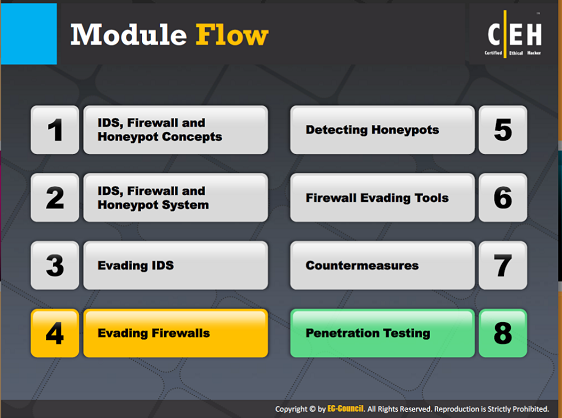 Module Flow
CEH
Certified Ethical Hacker
1
IDS, Firewall and
Honeypot Concepts
2
IDS, Firewall and
Honeypot System
3
Evading IDS
4
Evading Firewalls
Detecting Honeypots
5
Firewall Evading Tools
6
Countermeasures
7
Penetration Testing
8
Copyright © by EC-Council. All Rights Reserved. Reproduction is Strictly Prohibited.